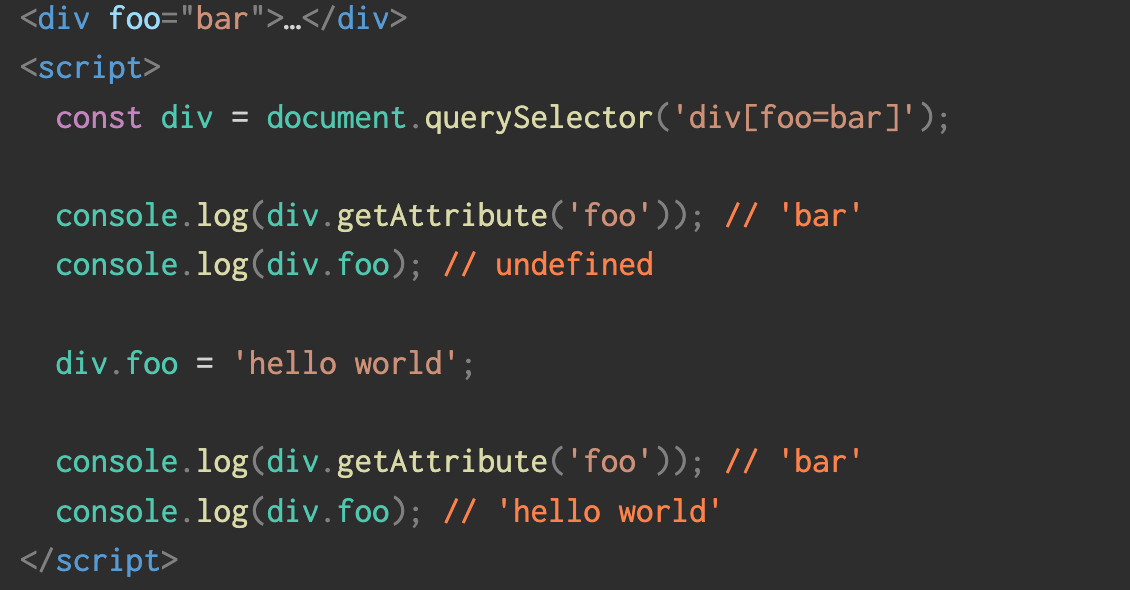 <div foo="bar">…</div>
<script>
  const div = document.querySelector('div[foo=bar]');

  console.log(div.getAttribute('foo')); // 'bar'
  console.log(div.foo); // undefined

  div.foo = 'hello world';

  console.log(div.getAttribute('foo')); // 'bar'
  console.log(div.foo); // 'hello world'
</script>